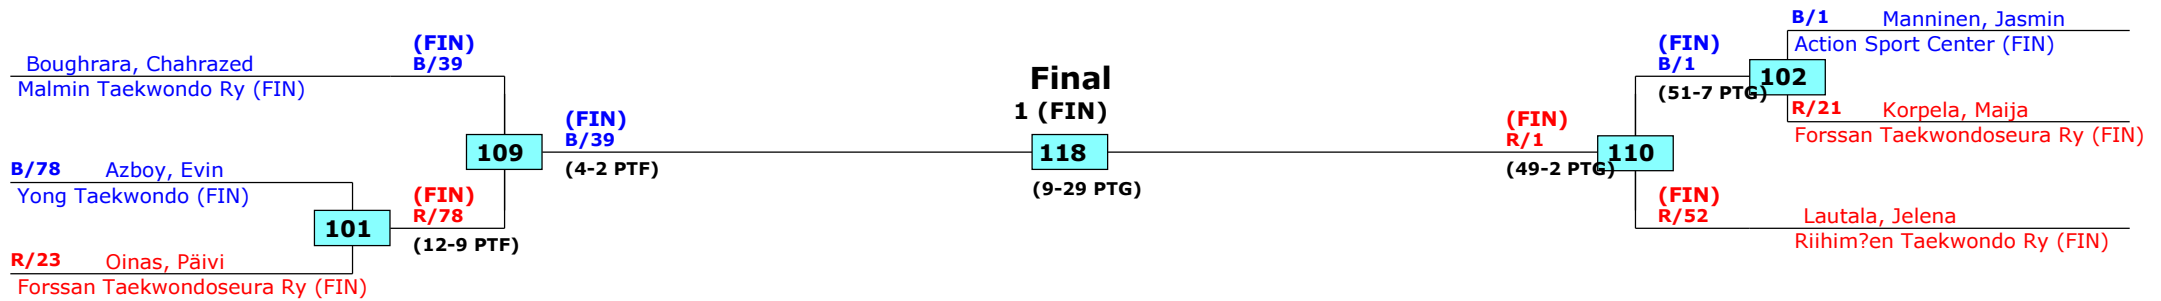 Boughrara, Chahrazed
Malmin Taekwondo Ry (FIN)
(FIN)
B/39
B/78 Azboy, Evin
Yong Taekwondo (FIN)
101
R/23 Oinas, Päivi
Forssan Taekwondoseura Ry (FIN)
(FIN)
R/78
(12-9 PTF)
109
(FIN)
B/39
(4-2 PTF)
Final
1 (FIN)
118
(9-29 PTG)
(FIN)
R/1
(49-2 PTG)
110
(FIN)
B/1
(51-7 PTG)
102
B/1 Manninen, Jasmin
Action Sport Center (FIN)
R/21 Korpela, Maija
Forssan Taekwondoseura Ry (FIN)
(FIN)
R/52
Lautala, Jelena
Riihim?en Taekwondo Ry (FIN)